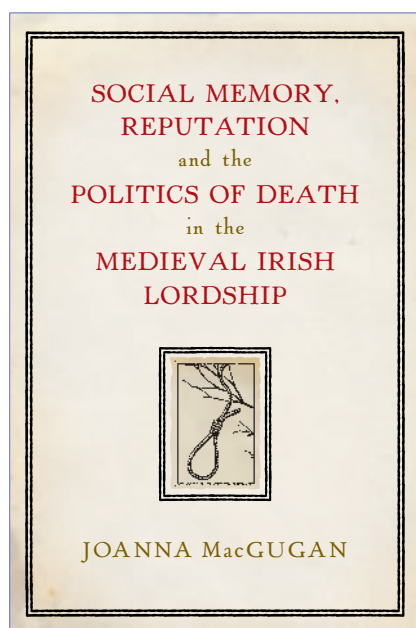 SOCIAL MEMORY,
REPUTATION
and the
POLITICS OF DEATH
in the
MEDIEVAL IRISH
LORDSHIP
JOANNA MacGUGAN